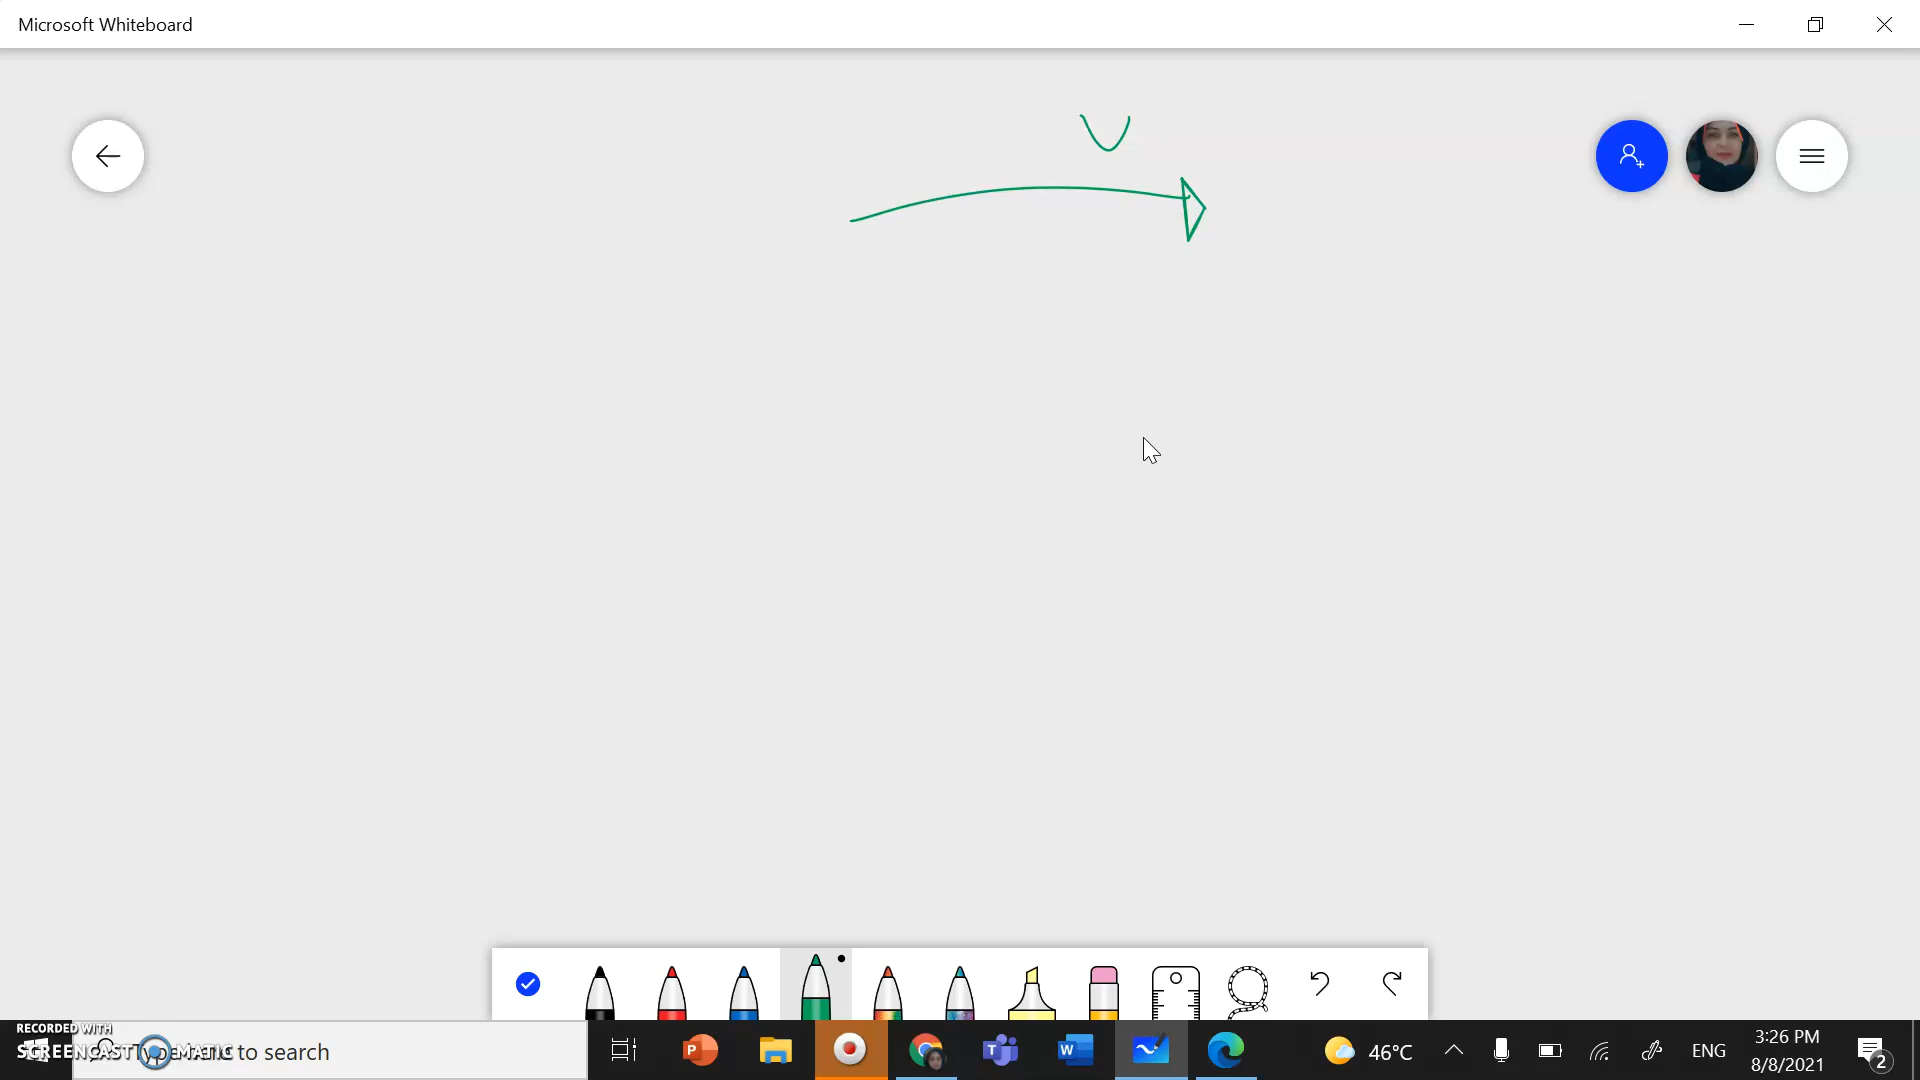 Microsoft Whiteboard
V
RECORDED WITH
SCREENCAST MATIC
to search
46°C
ENG
3:26 PM
8/8/2021
2